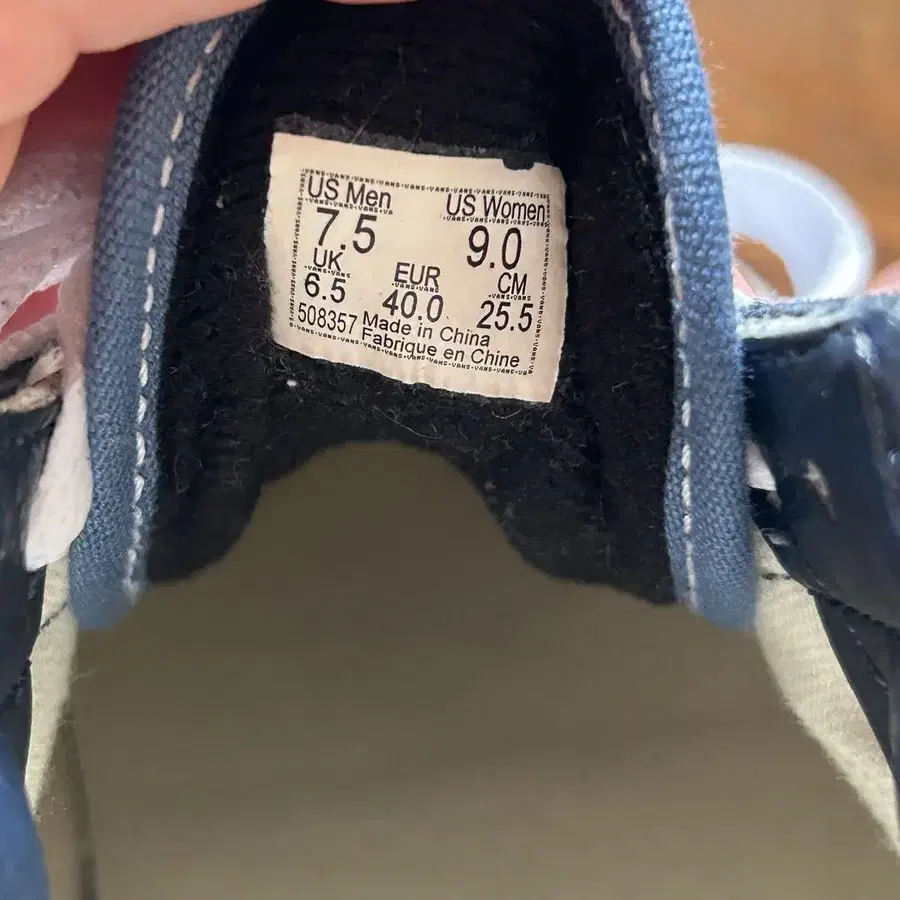 US Men US Women
7.5 9.0
UK EUR CM
6.5 40.0 25.5
508357 Made in China
Fabrique en Chine